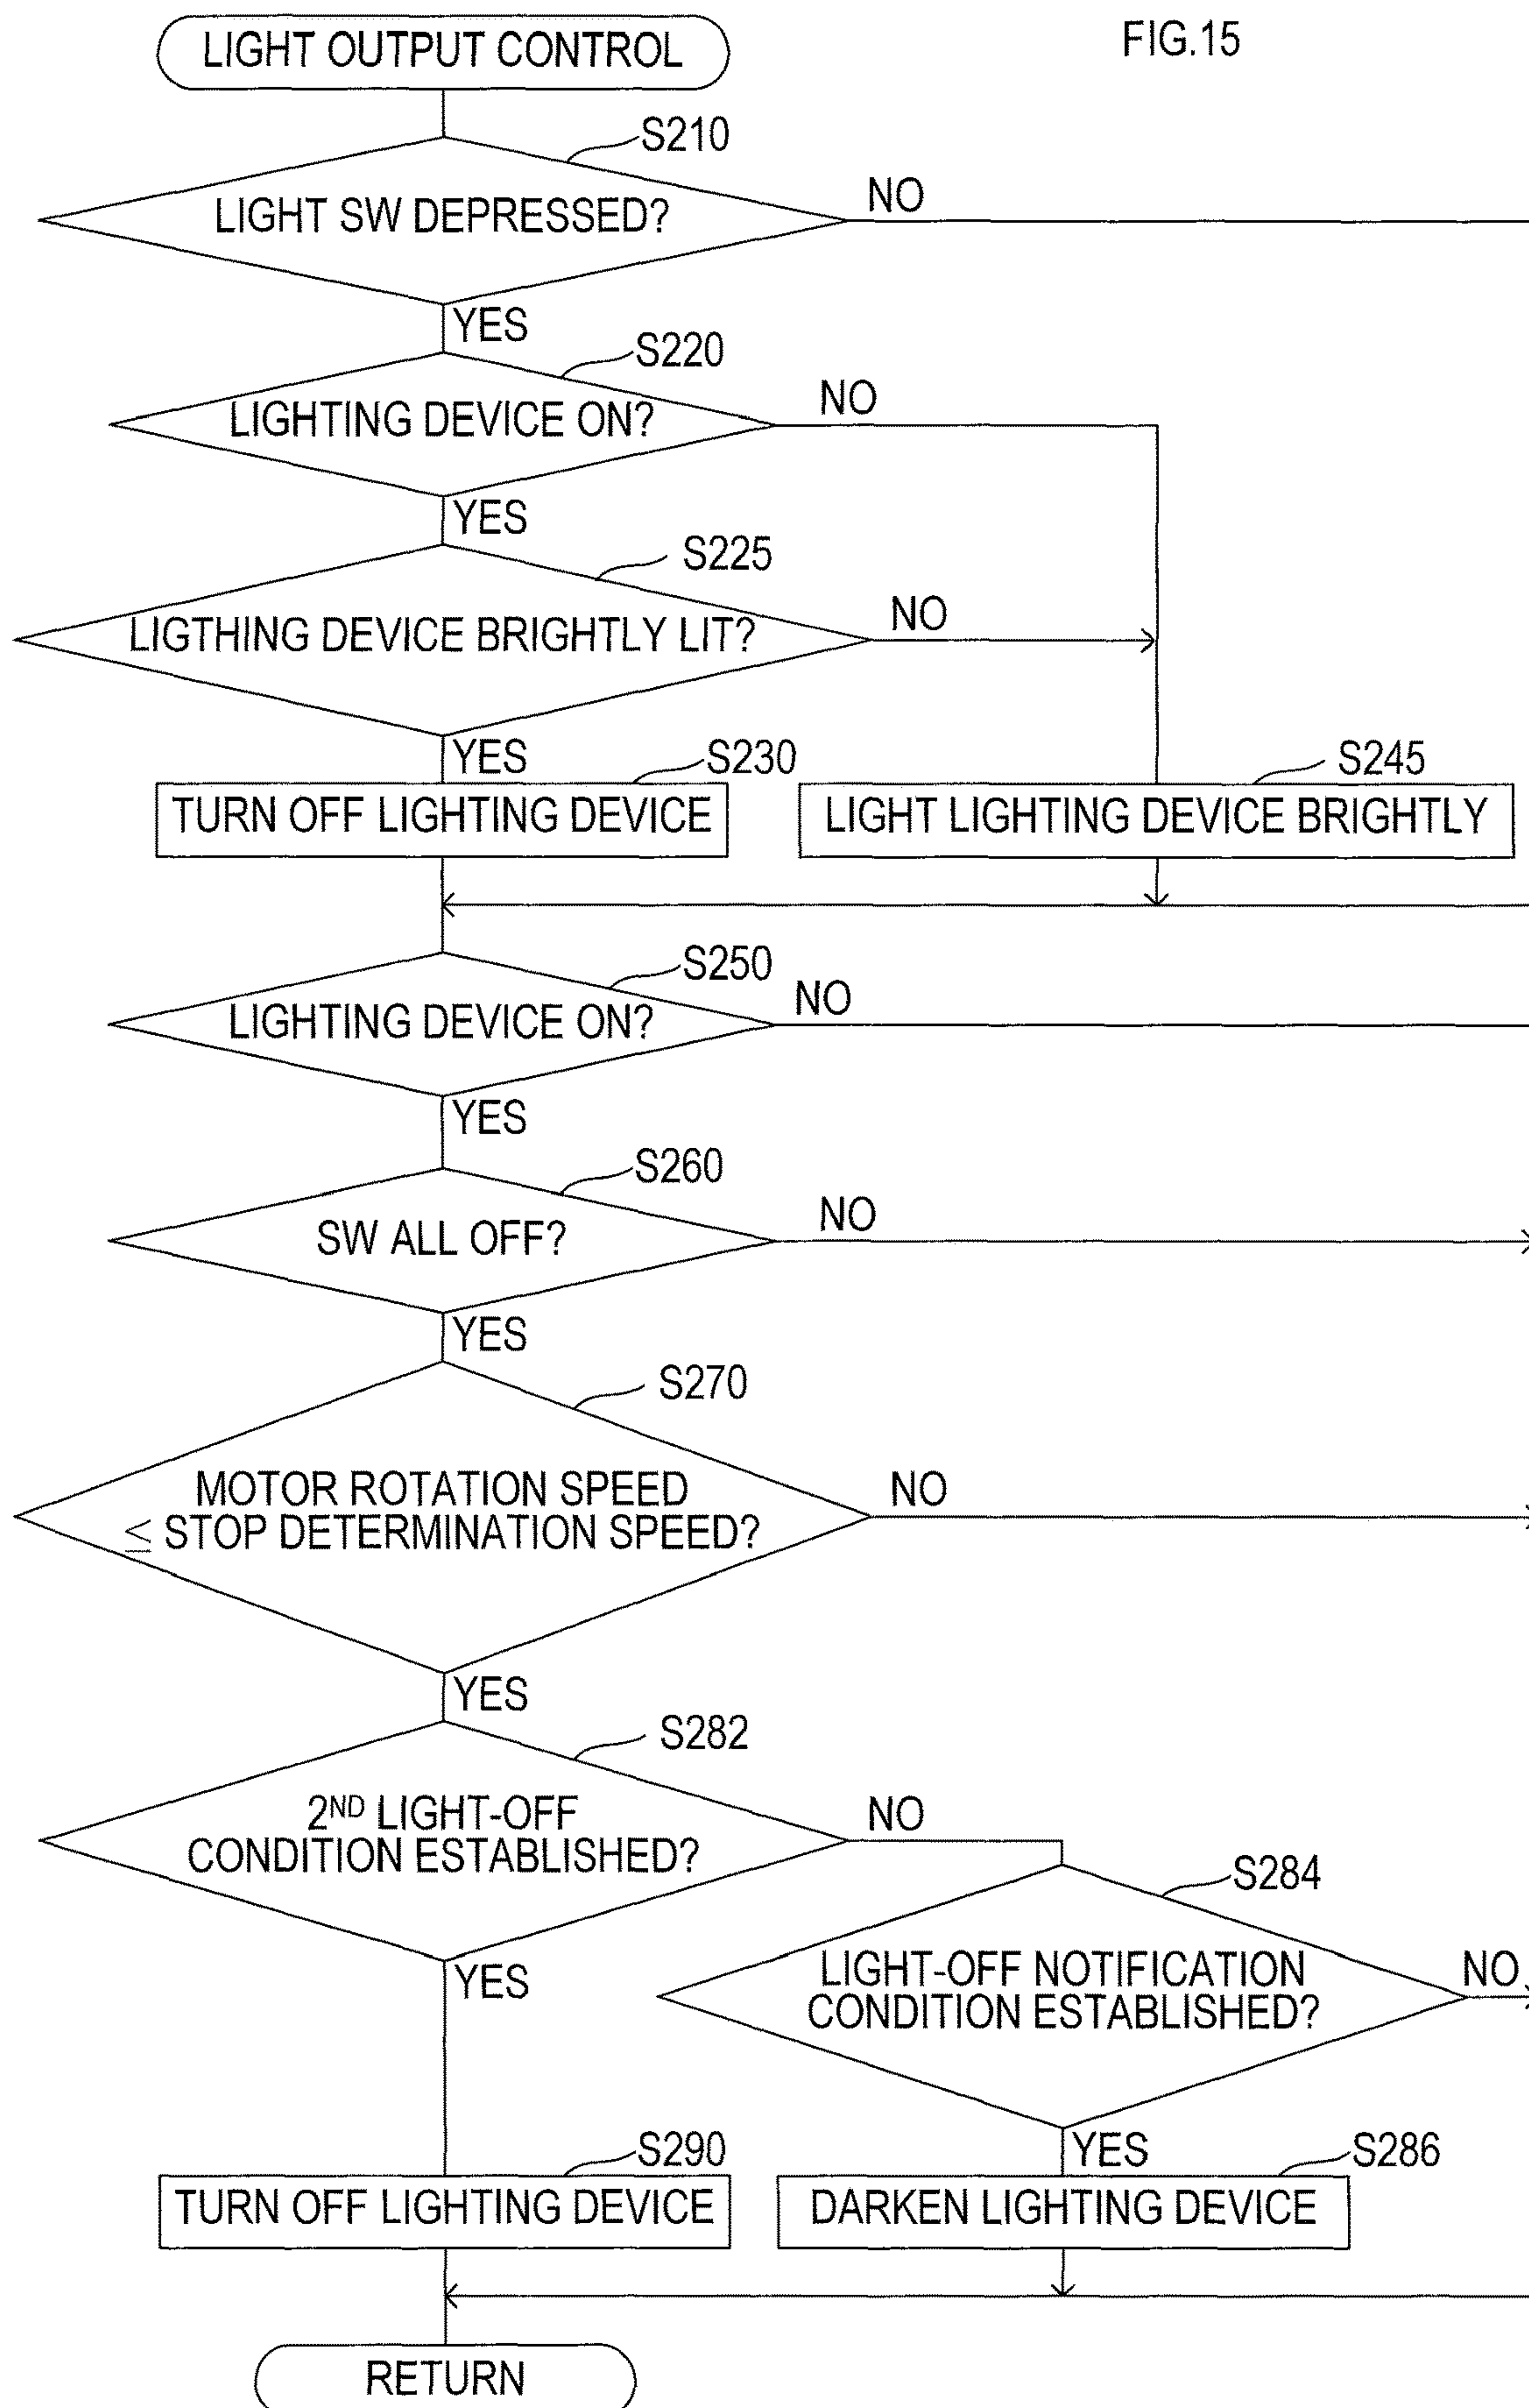 FIG.15
LIGHT OUTPUT CONTROL
S210
LIGHT SW DEPRESSED?
NO
YES
S220
LIGHTING DEVICE ON?
NO
YES
S225
LIGTHING DEVICE BRIGHTLY LIT?
NO
YES
S230
TURN OFF LIGHTING DEVICE
S245
LIGHT LIGHTING DEVICE BRIGHTLY
S250
LIGHTING DEVICE ON?
NO
YES
S260
SW ALL OFF?
NO
YES
S270
MOTOR ROTATION SPEED
≦ STOP DETERMINATION SPEED?
NO
YES
S282
2ND LIGHT-OFF
CONDITION ESTABLISHED?
NO
YES
S284
LIGHT-OFF NOTIFICATION
CONDITION ESTABLISHED?
NO
YES
S290
TURN OFF LIGHTING DEVICE
S286
DARKEN LIGHTING DEVICE
RETURN